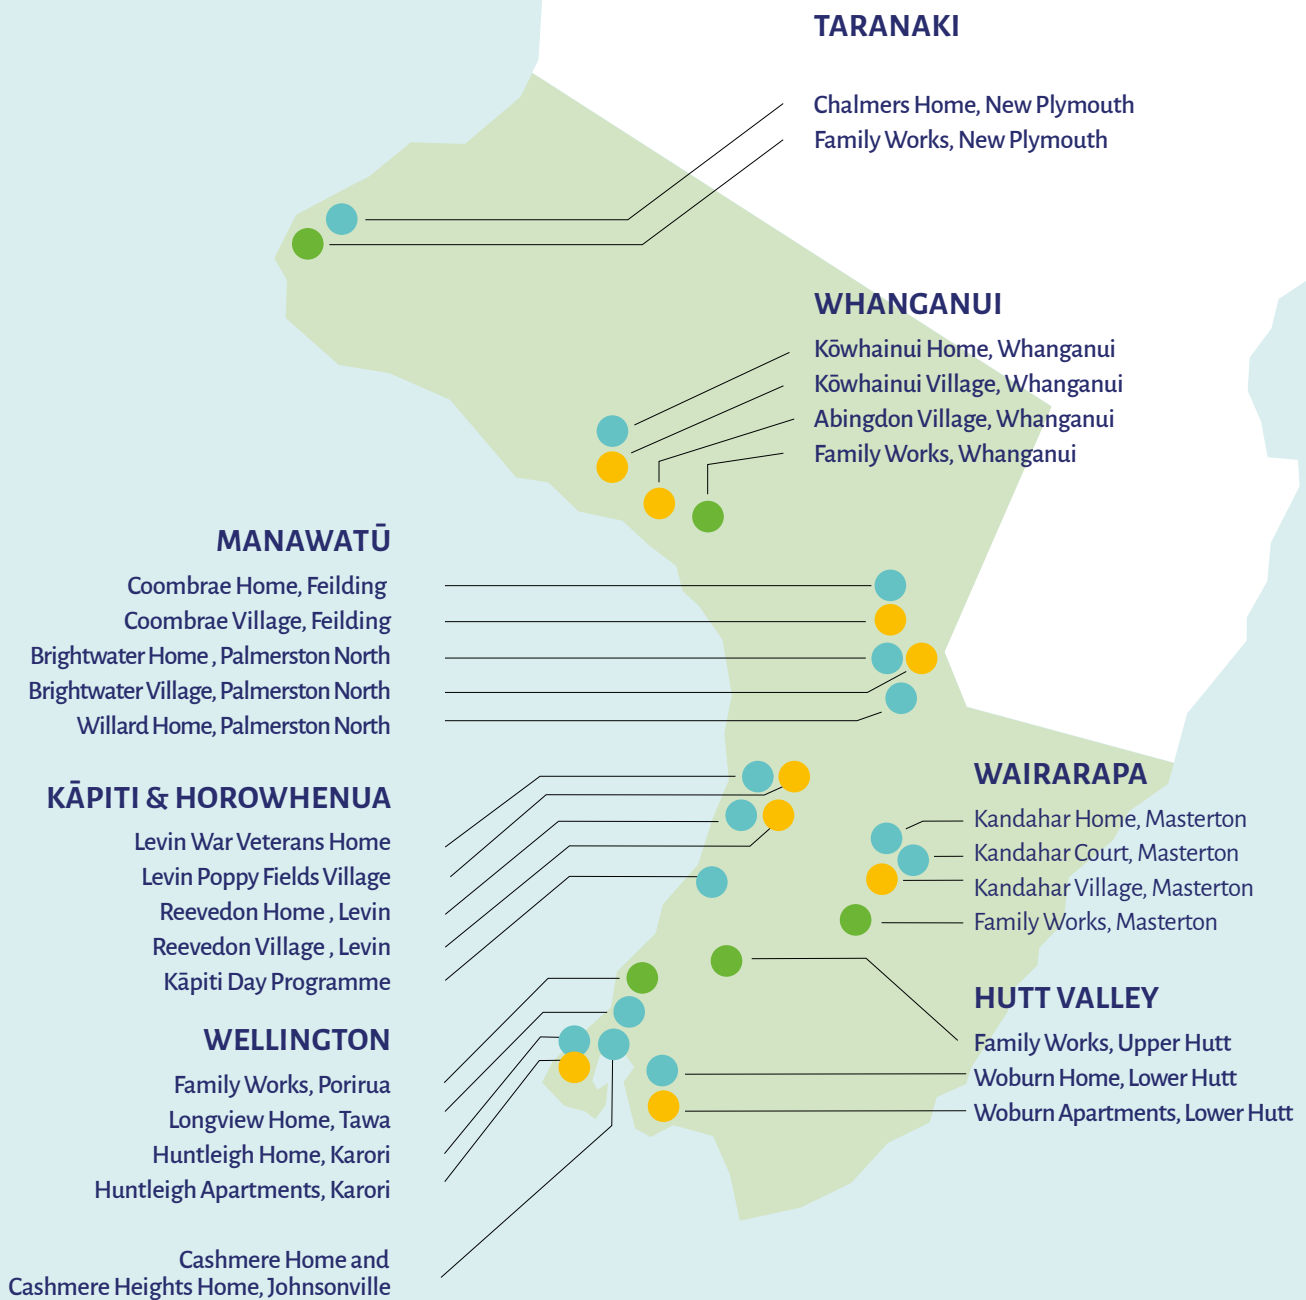 TARANAKI
Chalmers Home, New Plymouth
Family Works, New Plymouth
WHANGANUI
Kōwhainui Home, Whanganui
Kōwhainui Village, Whanganui
Abingdon Village, Whanganui
Family Works, Whanganui
MANAWATŪ
Coombrae Home, Feilding
Coombrae Village, Feilding
Brightwater Home , Palmerston North
Brightwater Village, Palmerston North
Willard Home, Palmerston North
KĀPITI & HOROWHENUA
Levin War Veterans Home
Levin Poppy Fields Village
Reevedon Home , Levin
Reevedon Village , Levin
Kāpiti Day Programme
WAIRARAPA
Kandahar Home, Masterton
Kandahar Court, Masterton
Kandahar Village, Masterton
Family Works, Masterton
HUTT VALLEY
Family Works, Upper Hutt
Woburn Home, Lower Hutt
Woburn Apartments, Lower Hutt
WELLINGTON
Family Works, Porirua
Longview Home, Tawa
Huntleigh Home, Karori
Huntleigh Apartments, Karori
Cashmere Home and
Cashmere Heights Home, Johnsonville